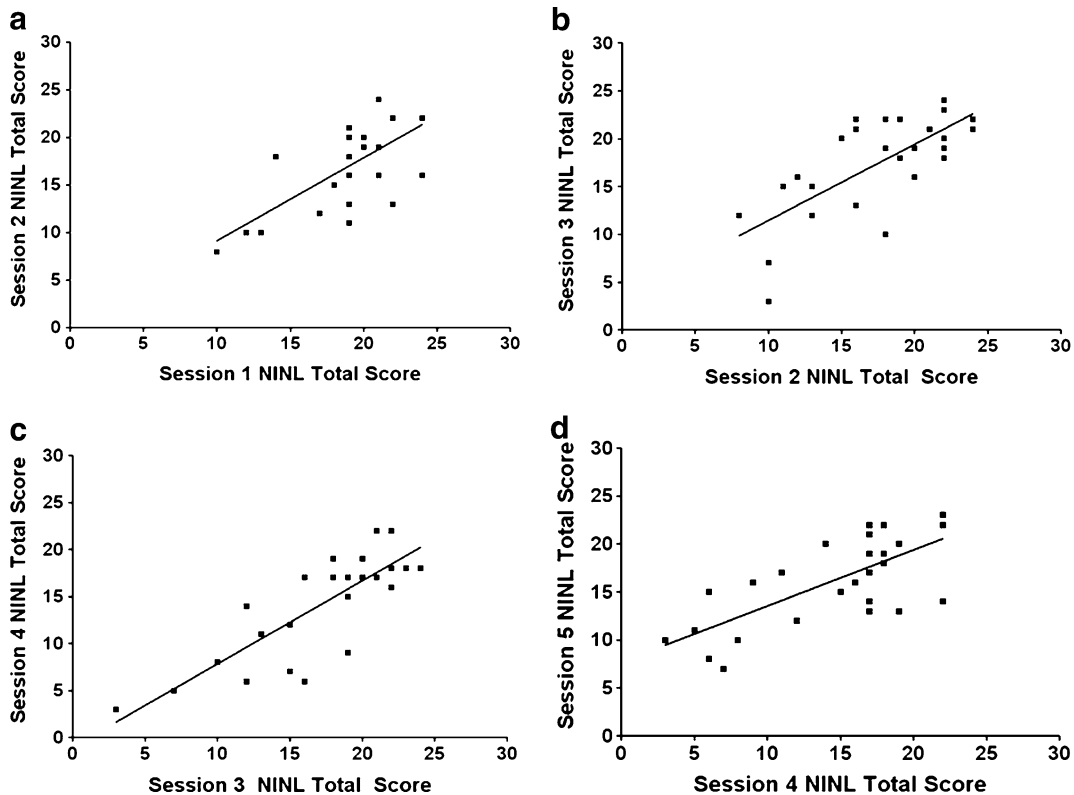 a
Session 2 NINL Total Score
30
25
20
15
10
5
0
0 5 10 15 20 25 30
Session 1 NINL Total Score
b
Session 3 NINL Total Score
30
25
20
15
10
5
0
0 5 10 15 20 25 30
Session 2 NINL Total Score
c
Session 4 NINL Total Score
30
25
20
15
10
5
0
0 5 10 15 20 25 30
Session 3 NINL Total Score
d
Session 5 NINL Total Score
30
25
20
15
10
5
0
0 5 10 15 20 25 30
Session 4 NINL Total Score